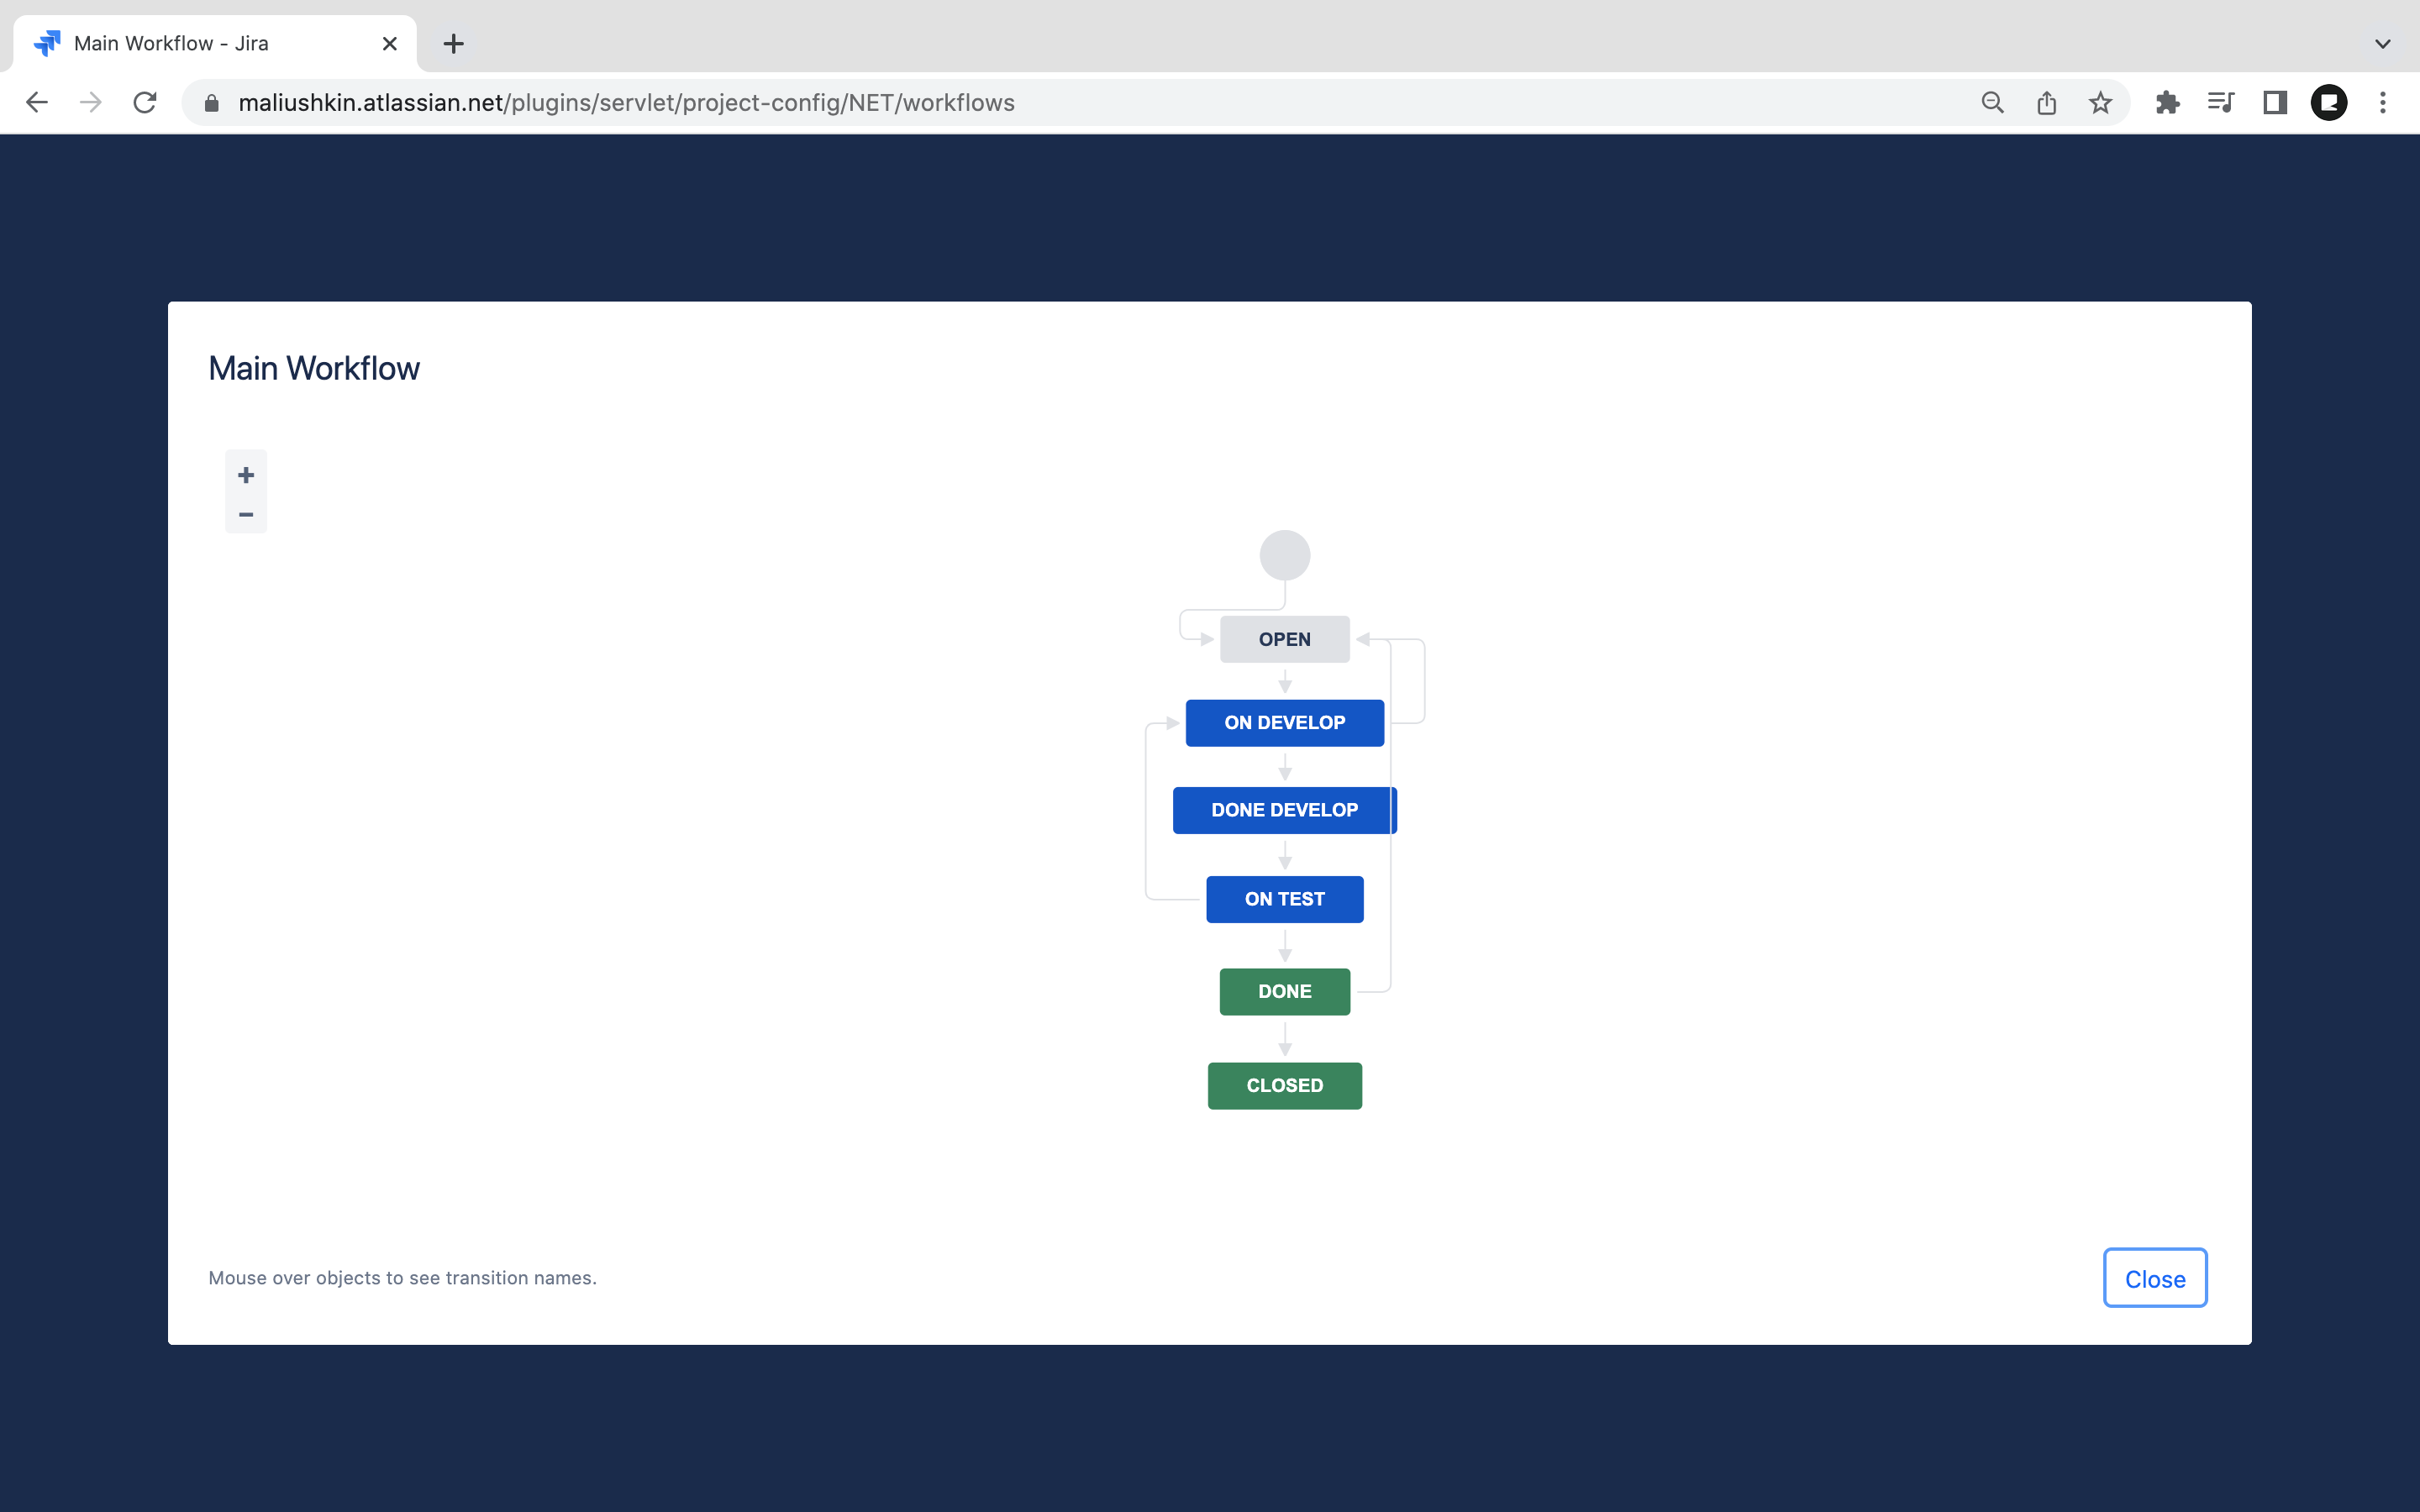 Main Workflow - Jira
maliushkin.atlassian.net/plugins/servlet/project-config/NET/workflows
Main Workflow
+
−
OPEN
ON DEVELOP
DONE DEVELOP
ON TEST
DONE
CLOSED
Mouse over objects to see transition names.
Close